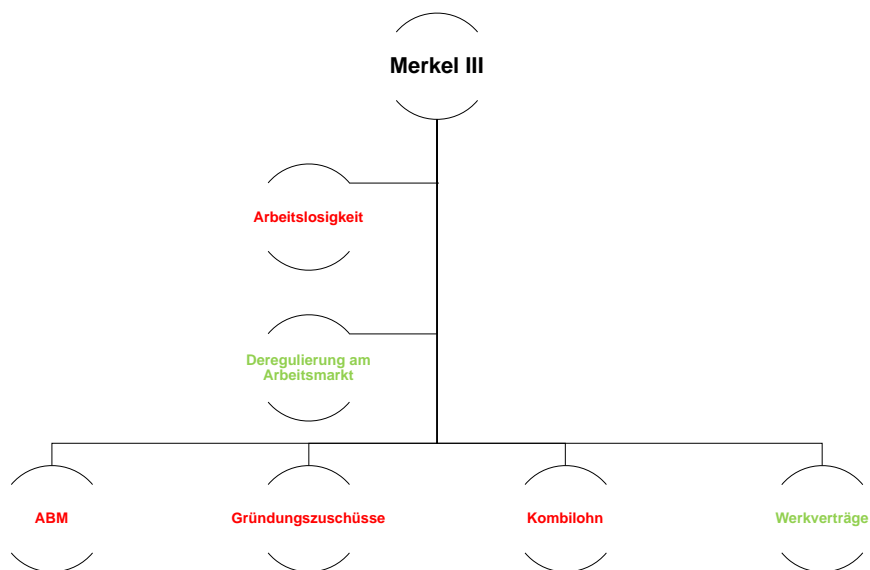 Merkel III
Arbeitslosigkeit
Deregulierung am
Arbeitsmarkt
ABM
Gründungszuschüsse
Kombilohn
Werkverträge